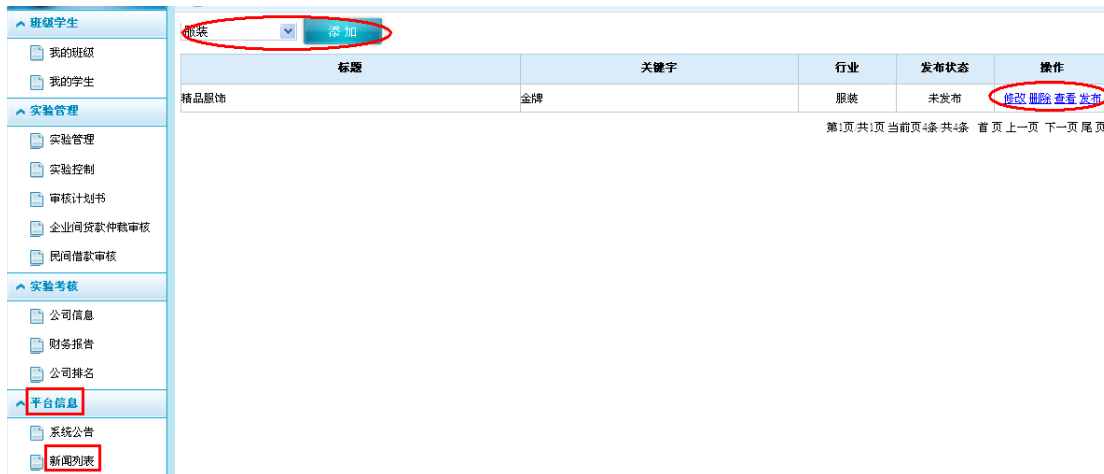 班级学生
我的班级
我的学生
实验管理
实验管理
实验控制
审核计划书
企业间贷款仲裁审核
民间借款审核
实验考核
公司信息
财务报告
公司排名
平台信息
系统公告
新闻列表
服装 添加
标题 关键字 行业 发布状态 操作
精品服饰 金牌 服装 未发布 修改 删除 查看 发布
第1页/共1页 当前页4条/共4条 首 页 上一页 下一页 尾 页